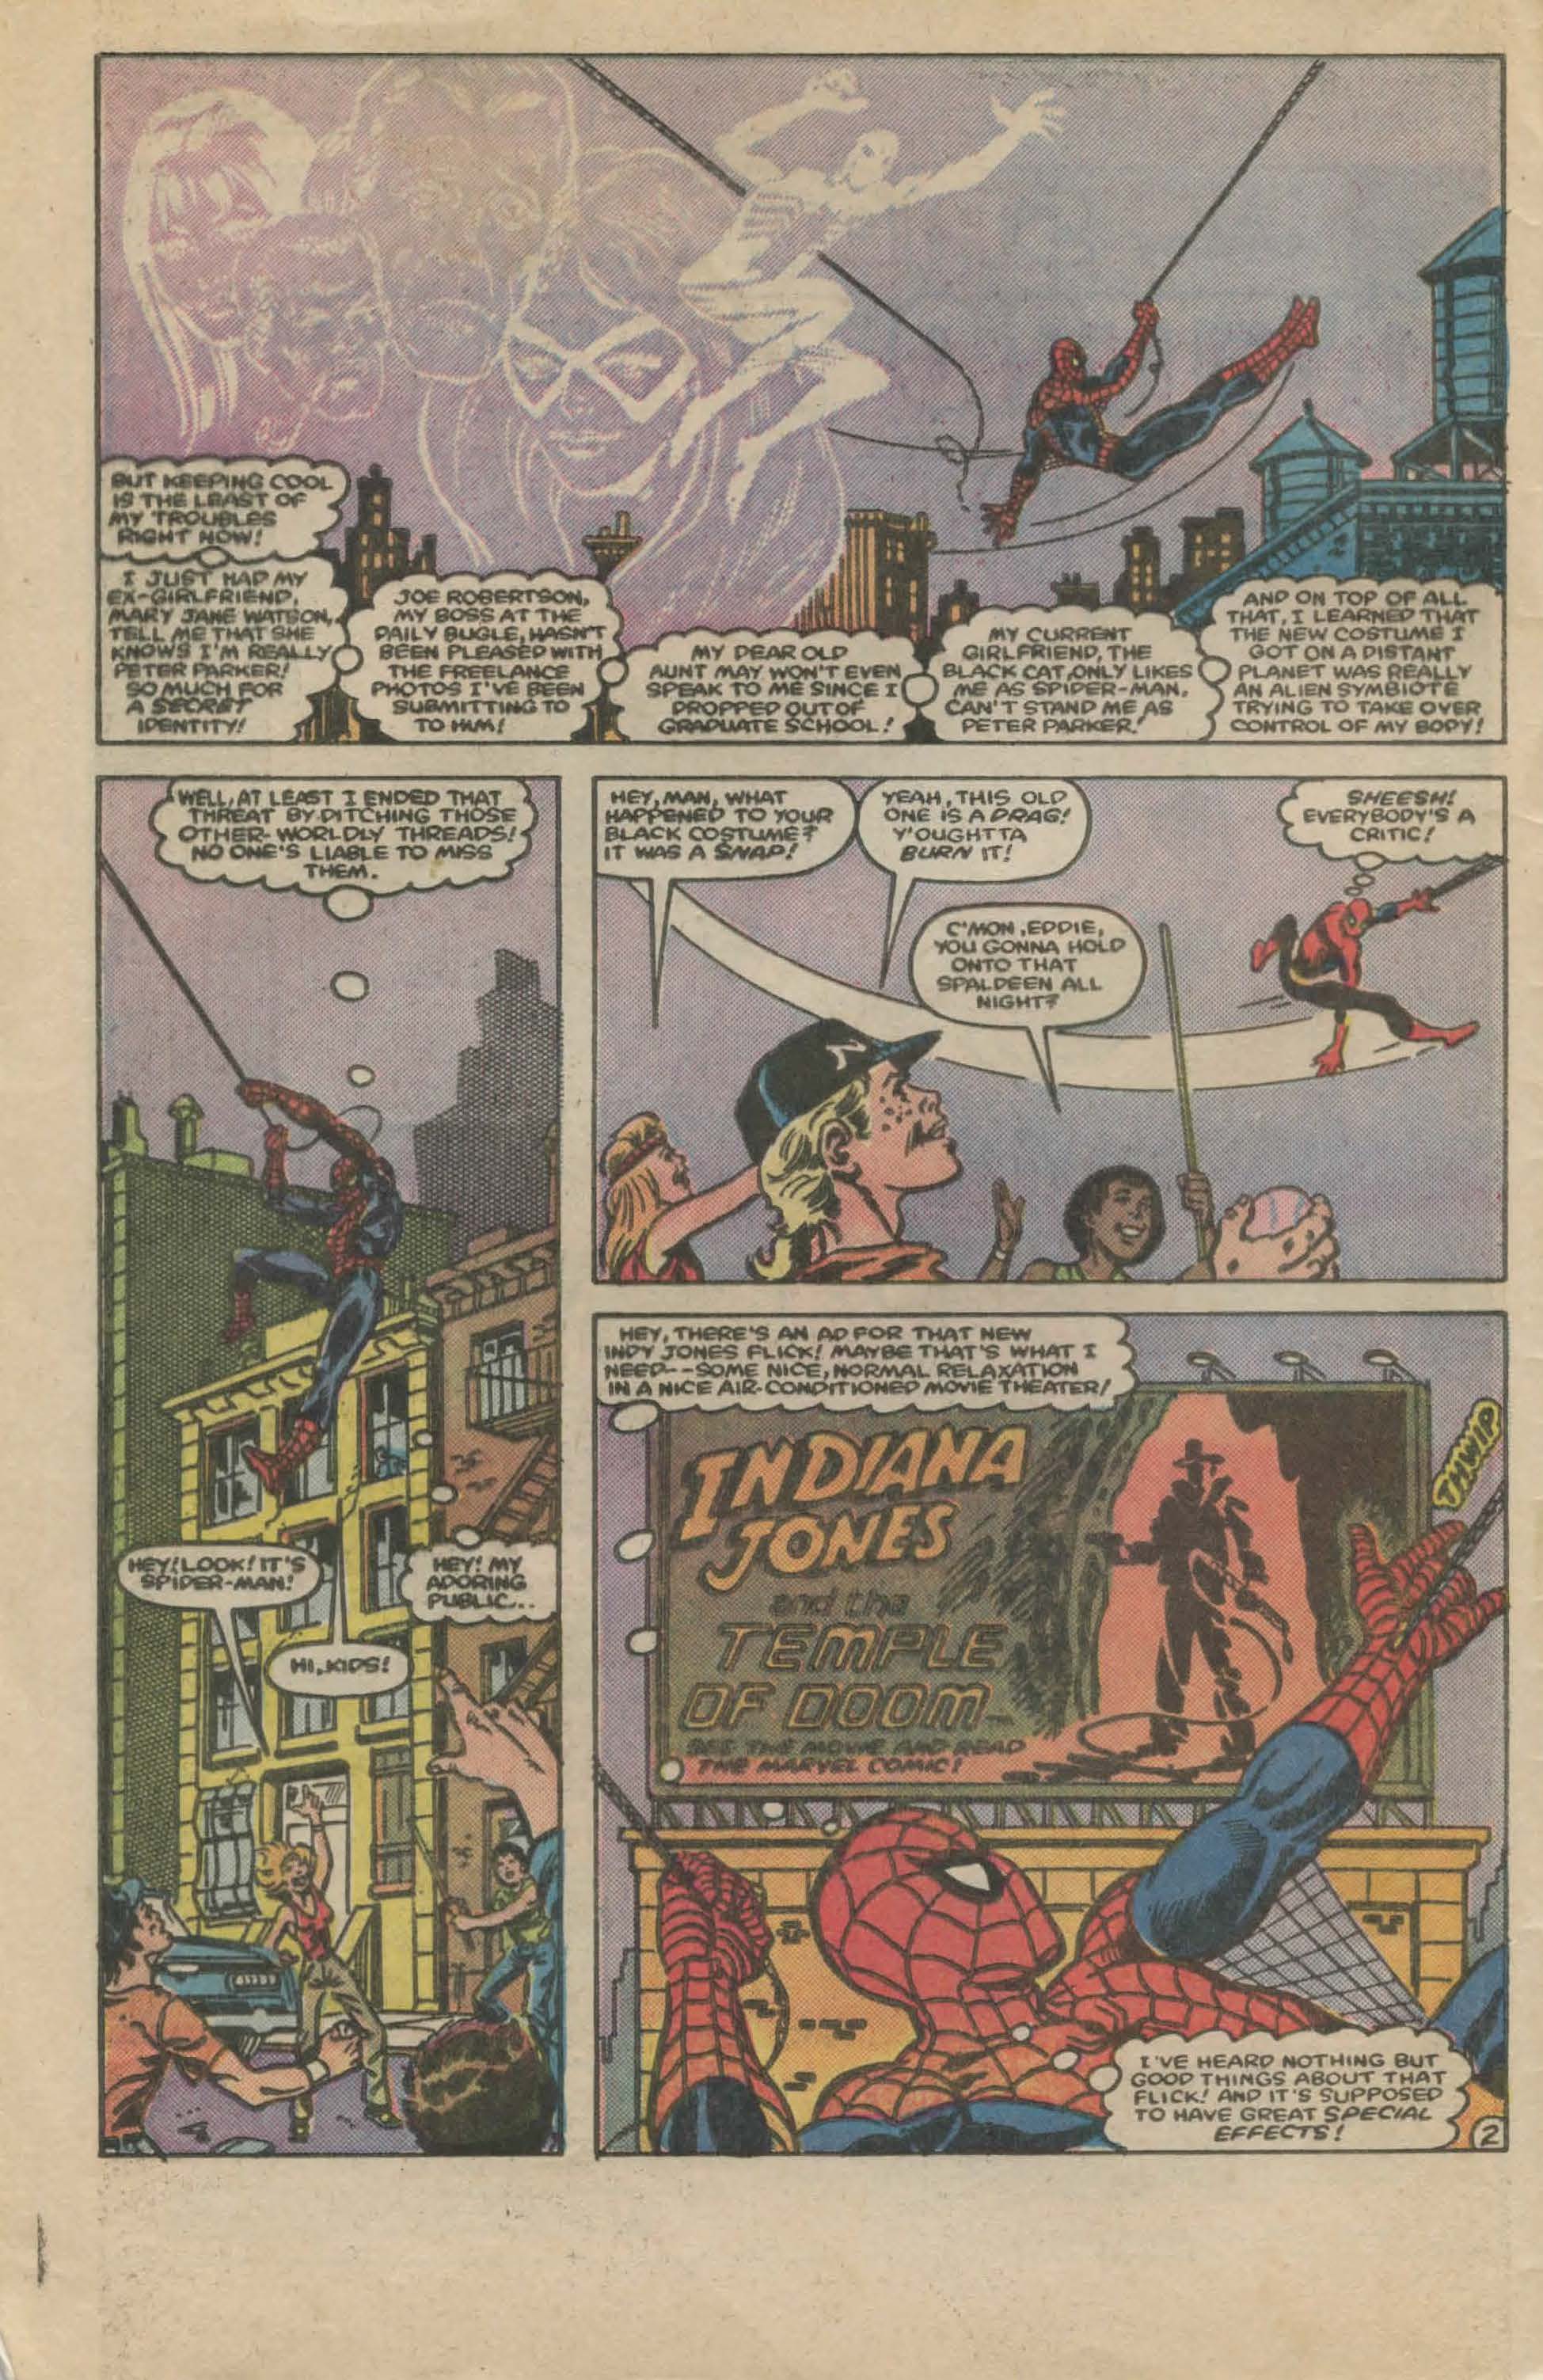 BUT KEEPING COOL
IS THE LEAST OF
MY TROUBLES
RIGHT NOW!
I JUST HAD MY
EX-GIRLFRIEND,
MARY JANE WATSON,
TELL ME THAT SHE
KNOWS I'M REALLY
PETER PARKER!
SO MUCH FOR
A SECRET
IDENTITY!
JOE ROBERTSON,
MY BOSS AT THE
DAILY BUGLE, HASN'T
BEEN PLEASED WITH
THE FREELANCE
PHOTOS I'VE BEEN
SUBMITTING TO
TO HIM!
MY DEAR OLD
AUNT MAY WON'T EVEN
SPEAK TO ME SINCE I
DROPPED OUT OF
GRADUATE SCHOOL!
MY CURRENT
GIRLFRIEND, THE
BLACK CAT, ONLY LIKES
ME AS SPIDER-MAN,
CAN'T STAND ME AS
PETER PARKER!
AND ON TOP OF ALL
THAT, I LEARNED THAT
THE NEW COSTUME I
GOT ON A DISTANT
PLANET WAS REALLY
AN ALIEN SYMBIOTE
TRYING TO TAKE OVER
CONTROL OF MY BODY!
WELL, AT LEAST I ENDED THAT
THREAT BY DITCHING THOSE
OTHER-WORLDLY THREADS!
NO ONE'S LIABLE TO MISS
THEM.
HEY! LOOK! IT'S
SPIDER-MAN!
HI, KIDS!
HEY! MY
ADORING
PUBLIC...
HEY, MAN, WHAT
HAPPENED TO YOUR
BLACK COSTUME?
IT WAS A SNAP!
YEAH, THIS OLD
ONE IS A DRAG!
Y'OUGHTTA
BURN IT!
C'MON, EDDIE,
YOU GONNA HOLD
ONTO THAT
SPALDEEN ALL
NIGHT?
SHEESH!
EVERYBODY'S A
CRITIC!
N
HEY, THERE'S AN AD FOR THAT NEW
INDY JONES FLICK! MAYBE THAT'S WHAT I
NEED--SOME NICE, NORMAL RELAXATION
IN A NICE AIR-CONDITIONED MOVIE THEATER!
INDIANA
JONES
and the
TEMPLE
OF DOOM
SEE THE MOVIE AND READ
THE MARVEL COMIC!
THWIP
I'VE HEARD NOTHING BUT
GOOD THINGS ABOUT THAT
FLICK! AND IT'S SUPPOSED
TO HAVE GREAT SPECIAL
EFFECTS!
2